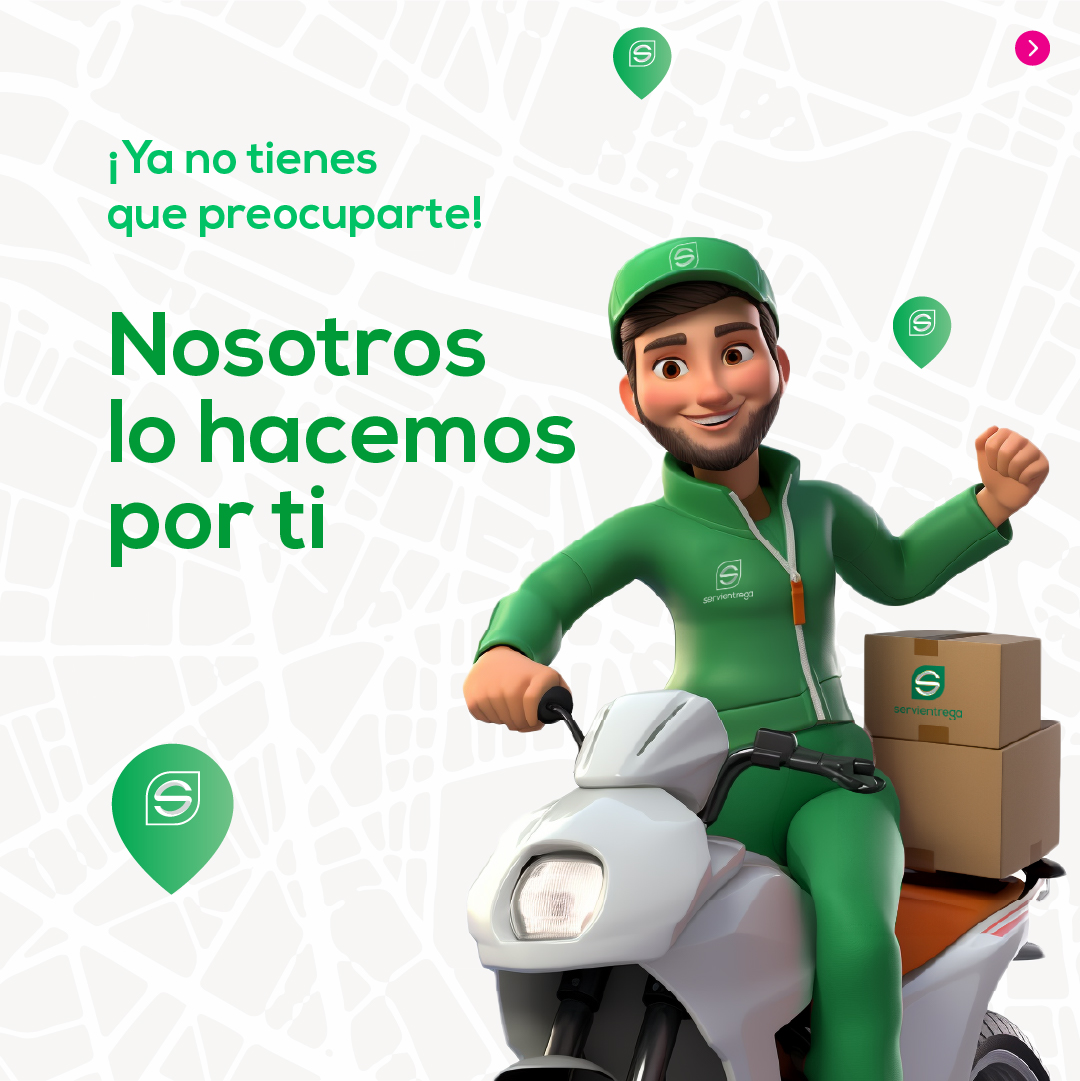 ¡Ya no tienes
que preocuparte!
Nosotros
lo hacemos
por ti
servientrega
servientrega